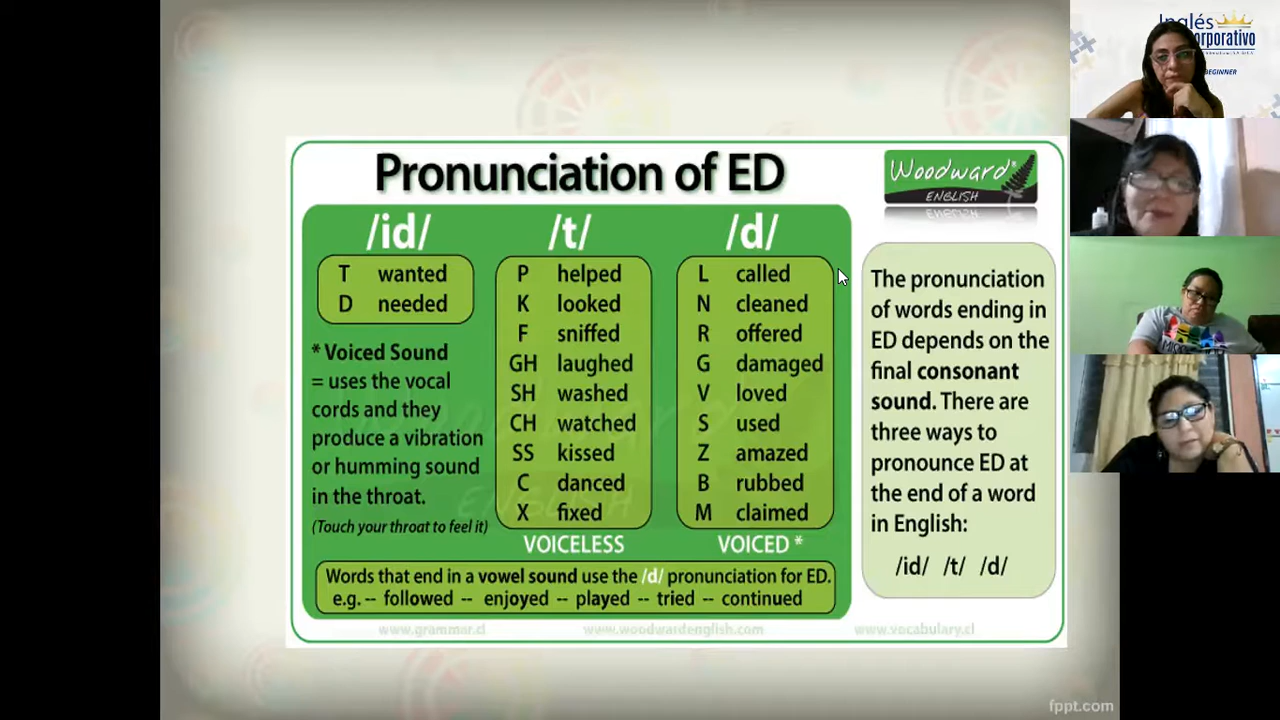 Pronunciation of ED
Woodward®
ENGLISH
/id/
T wanted
D needed
* Voiced Sound
= uses the vocal
cords and they
produce a vibration
or humming sound
in the throat.
(Touch your throat to feel it)
/t/
P helped
K looked
F sniffed
GH laughed
SH washed
CH watched
SS kissed
C danced
X fixed
VOICELESS
/d/
L called
N cleaned
R offered
G damaged
V loved
S used
Z amazed
B rubbed
M claimed
VOICED *
Words that end in a vowel sound use the /d/ pronunciation for ED.
e.g. -- followed -- enjoyed -- played -- tried -- continued
The pronunciation
of words ending in
ED depends on the
final consonant
sound. There are
three ways to
pronounce ED at
the end of a word
in English:
/id/ /t/ /d/
www.grammar.cl www.woodwardenglish.com www.vocabulary.cl
fppt.com
Inglés
BEGINNER